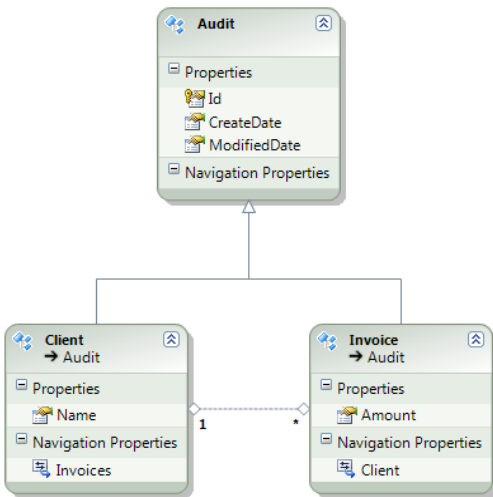 Audit
Properties
Id
CreateDate
ModifiedDate
Navigation Properties
Client
Audit
Properties
Name
Navigation Properties
Invoices
1
*
Invoice
Audit
Properties
Amount
Navigation Properties
Client